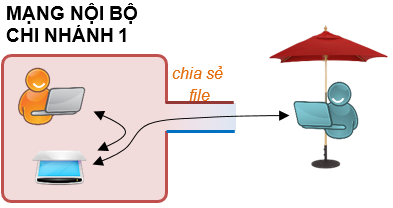 MẠNG NỘI BỘ
CHI NHÁNH 1
chia sẻ
file